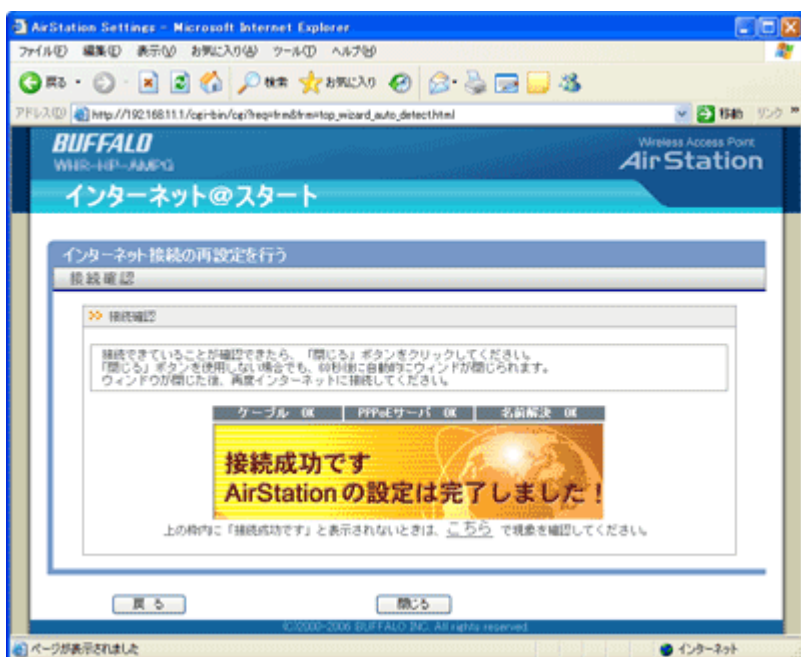 AirStation Settings - Microsoft Internet Explorer
ファイル(F) 編集(E) 表示(V) お気に入り(A) ツール(T) ヘルプ(H)
戻る 検索 お気に入り
アドレス(D) http://192.168.11.1/cgi-bin/cgi?req=frm&frm=top_wizard_auto_detect.html 移動 リンク »
BUFFALO
WHR-HP-AMPG
Wireless Access Point
AirStation
インターネット@スタート
インターネット接続の再設定を行う
接続確認
接続確認
接続できていることが確認できたら、「閉じる」ボタンをクリックしてください。
「閉じる」ボタンを使用しない場合でも、60秒後に自動的にウィンドが閉じられます。
ウィンドウが閉じた後、再度インターネットに接続してください。
ケーブル OK PPPoEサーバ OK 名前解決 OK
接続成功です
AirStationの設定は完了しました!
上の枠内に「接続成功です」と表示されないときは、こちら で現象を確認してください。
戻る 閉じる
(C)2000-2006 BUFFALO INC. All rights reserved.
ページが表示されました インターネット